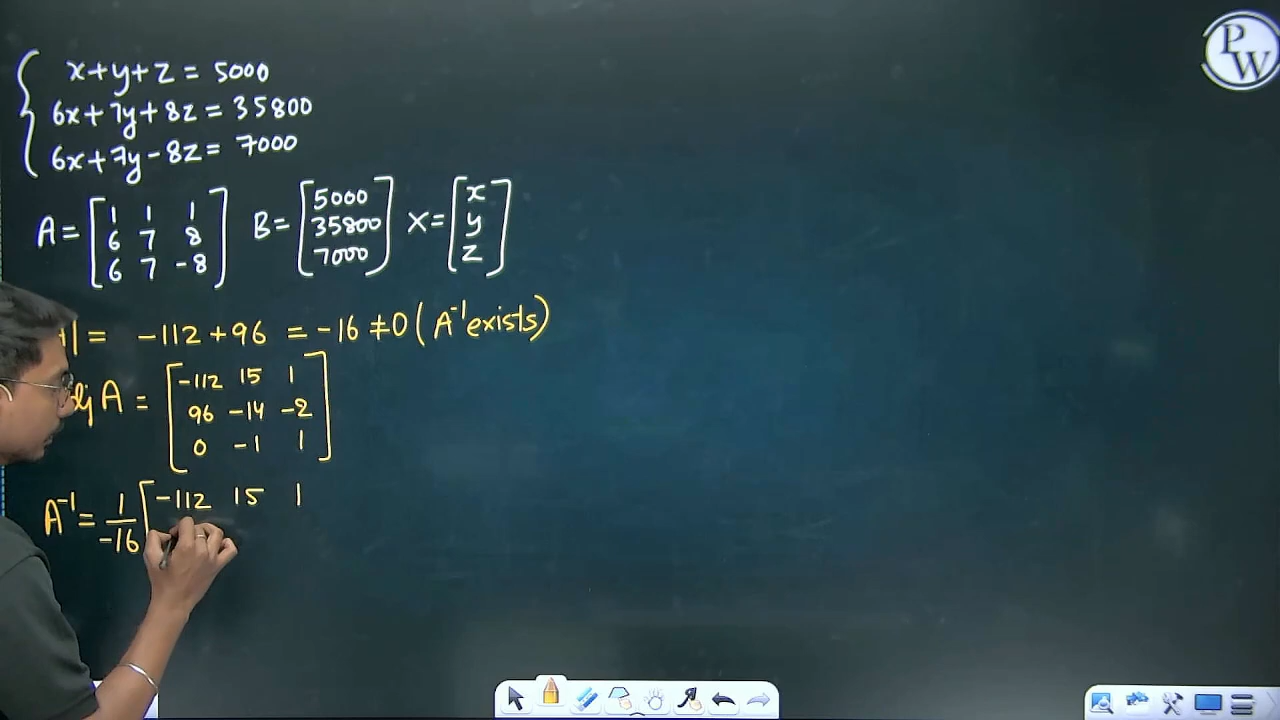 x+y+z = 5000
6x+7y+8z = 35800
6x+7y-8z = 7000
A = [1 1 1 B = [5000 X = [x
6 7 8 35800 y
6 7 -8] 7000] z]
| = -112 + 96 = -16 ≠ 0 (A⁻¹ exists)
dj A = [-112 15 1
96 -14 -2
0 -1 1]
A⁻¹ = 1/-16 [-112 15 1
PW